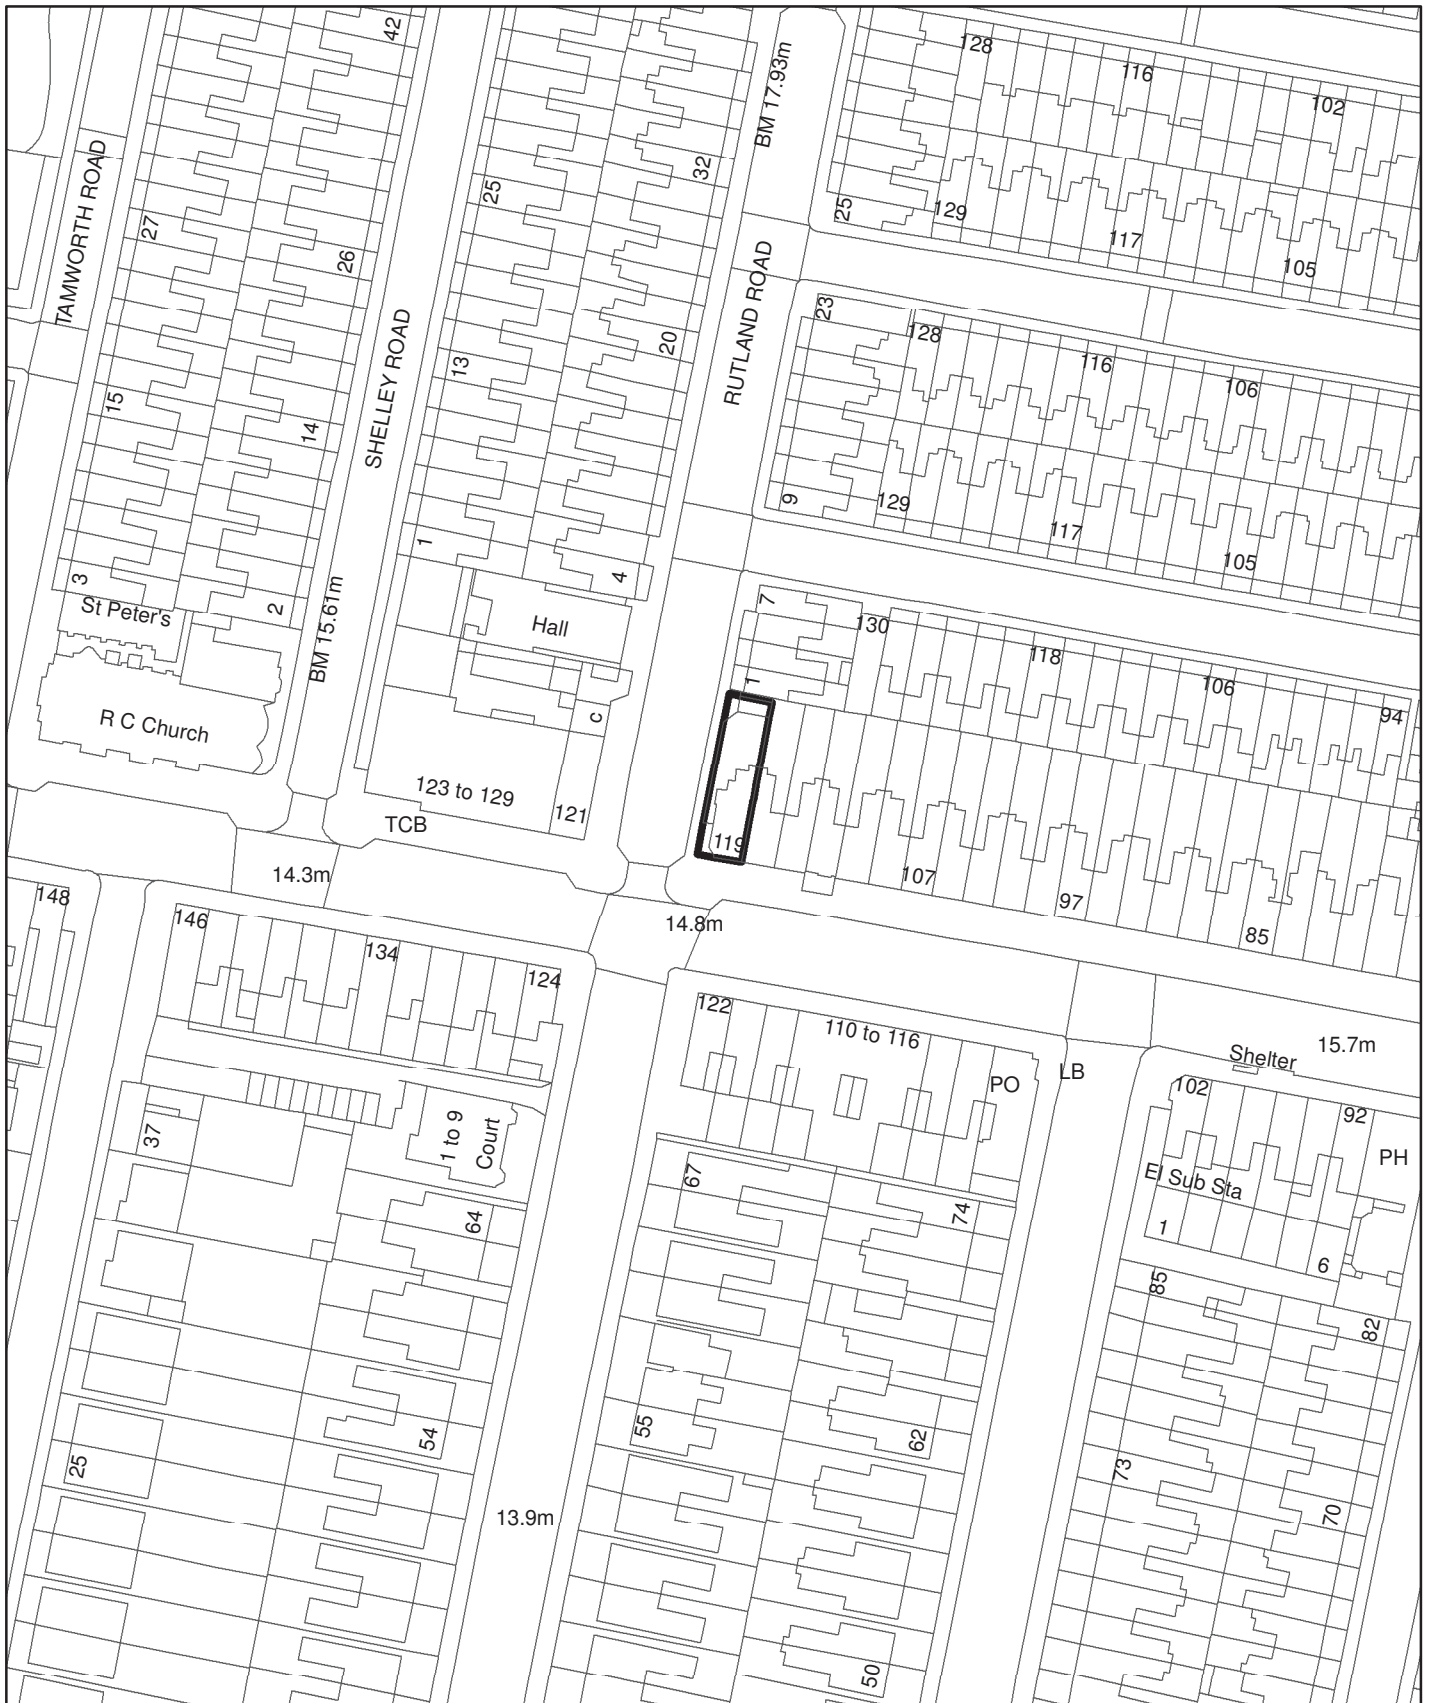 42
128
116
102
BM 17.93m
TAMWORTH ROAD
27
26
25
32
25
129
117
105
SHELLEY ROAD
RUTLAND ROAD
13
20
23
128
116
106
15
14
9
129
117
105
1
4
3
2
St Peter's
BM 15.61m
Hall
7
130
118
106
94
1
R C Church
C
123 to 129
121
TCB
119
107
97
85
14.3m
14.8m
148
146
134
124
122
110 to 116
PO
LB
15.7m
Shelter
102
92
PH
El Sub Sta
1
6
37
1 to 9
Court
64
67
74
85
82
54
55
62
25
73
70
13.9m
50